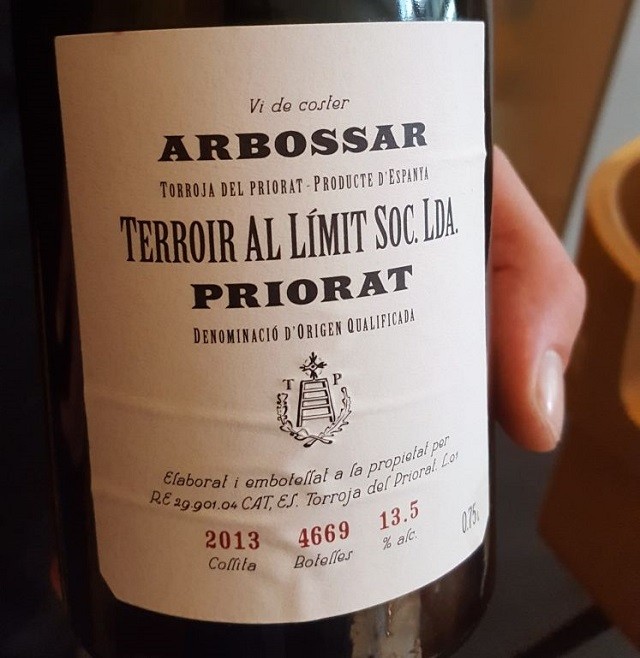 Vi de coster
ARBOSSAR
TORROJA DEL PRIORAT - PRODUCTE D'ESPANYA
TERROIR AL LÍMIT SOC. LDA.
PRIORAT
DENOMINACIÓ D'ORIGEN QUALIFICADA
T P
Elaborat i embotellat a la propietat per
RE 29.901.04 CAT, ES. Torroja del Priorat. L.01
2013 4669 13.5
Collita Botelles % alc. 0.75L